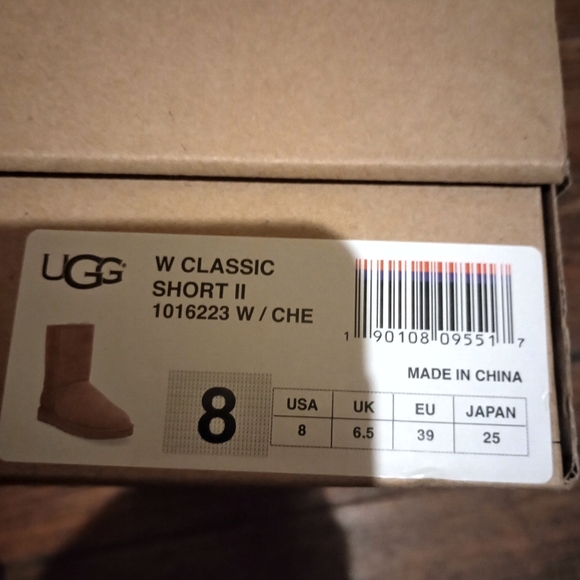 UGG
W CLASSIC
SHORT II
1016223 W / CHE
1 90108 09551 7
MADE IN CHINA
8
USA UK EU JAPAN
8 6.5 39 25